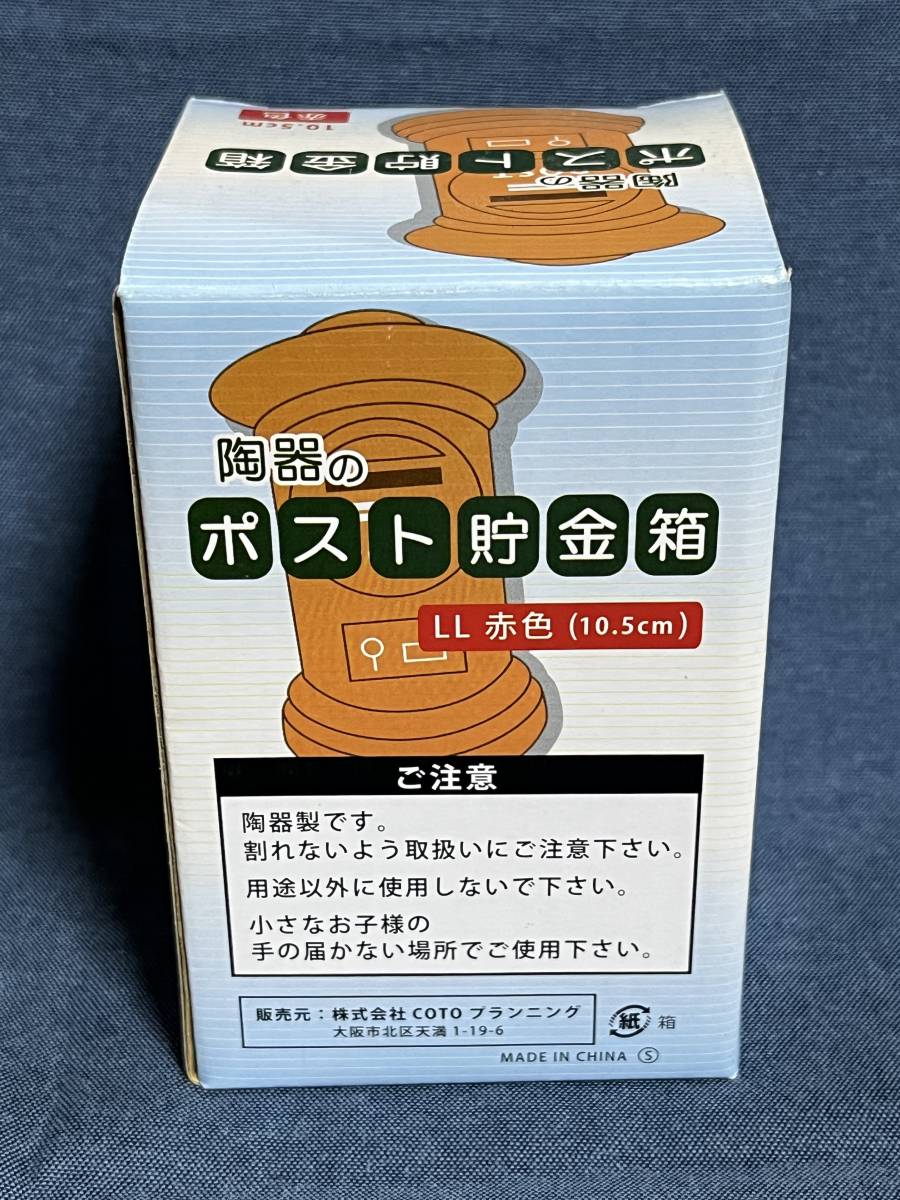 赤色
10.5cm
陶器の
ポスト貯金箱
陶器の
ポスト貯金箱
LL 赤色 (10.5cm)
ご注意
陶器製です。
割れないよう取扱いにご注意下さい。
用途以外に使用しないで下さい。
小さなお子様の
手の届かない場所でご使用下さい。
販売元：株式会社 COTO プランニング
大阪市北区天満 1-19-6
紙 箱
MADE IN CHINA Ⓢ